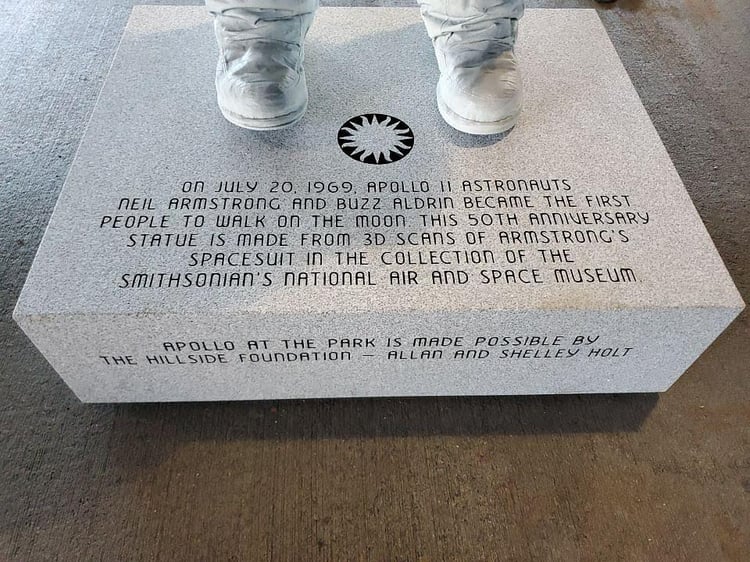 ON JULY 20, 1969, APOLLO 11 ASTRONAUTS
NEIL ARMSTRONG AND BUZZ ALDRIN BECAME THE FIRST
PEOPLE TO WALK ON THE MOON. THIS 50TH ANNIVERSARY
STATUE IS MADE FROM 3D SCANS OF ARMSTRONG'S
SPACESUIT IN THE COLLECTION OF THE
SMITHSONIAN'S NATIONAL AIR AND SPACE MUSEUM.
APOLLO AT THE PARK IS MADE POSSIBLE BY
THE HILLSIDE FOUNDATION – ALLAN AND SHELLEY HOLT